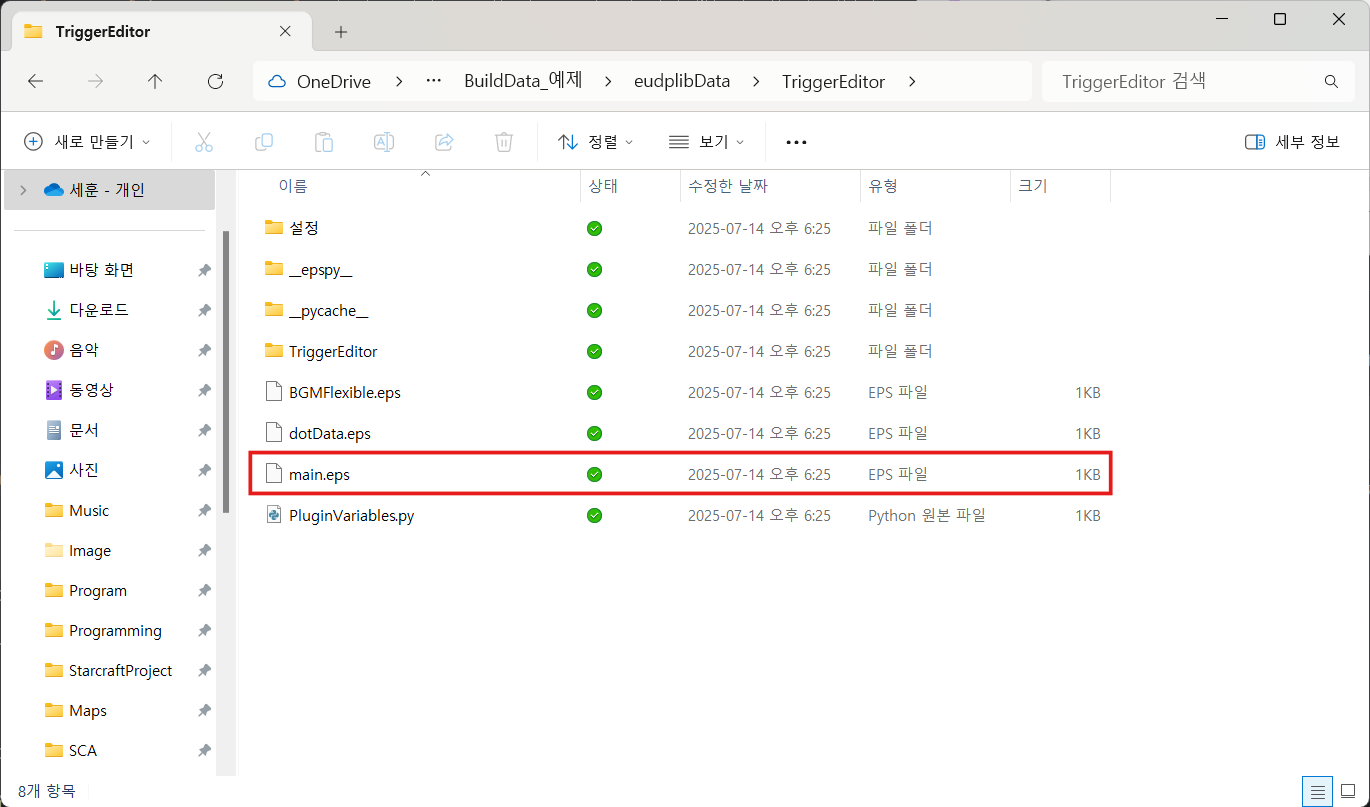 TriggerEditor
OneDrive > ··· BuildData_예제 > eudplibData > TriggerEditor > TriggerEditor 검색
새로 만들기 정렬 보기 ··· 세부 정보
세훈 - 개인
바탕 화면
다운로드
음악
동영상
문서
사진
Music
Image
Program
Programming
StarcraftProject
Maps
SCA
이름 상태 수정한 날짜 유형 크기
설정 2025-07-14 오후 6:25 파일 폴더
__epspy__ 2025-07-14 오후 6:25 파일 폴더
__pycache__ 2025-07-14 오후 6:25 파일 폴더
TriggerEditor 2025-07-14 오후 6:25 파일 폴더
BGMFlexible.eps 2025-07-14 오후 6:25 EPS 파일 1KB
dotData.eps 2025-07-14 오후 6:25 EPS 파일 1KB
main.eps 2025-07-14 오후 6:25 EPS 파일 1KB
PluginVariables.py 2025-07-14 오후 6:25 Python 원본 파일 1KB
8개 항목